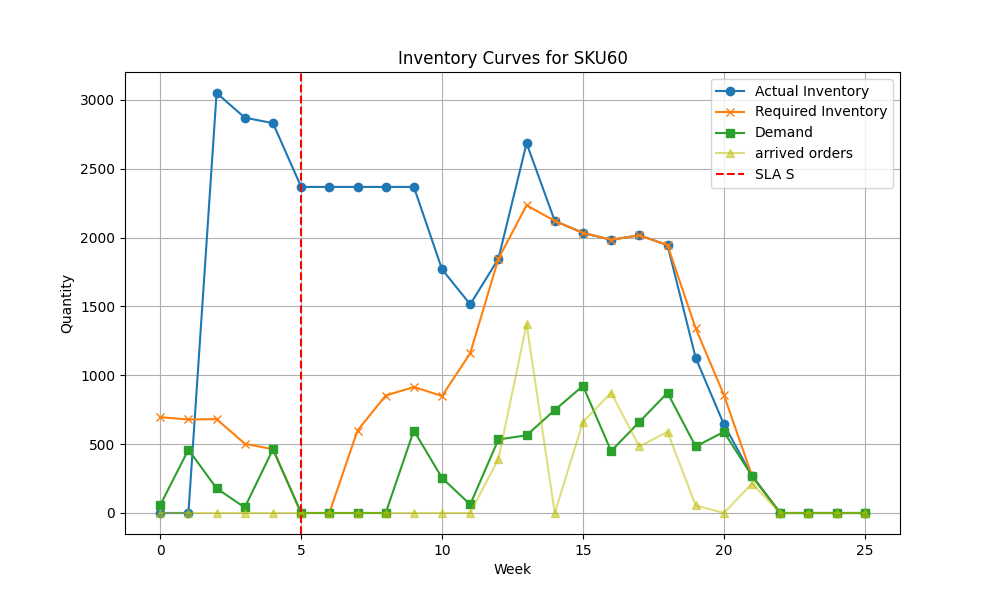 Inventory Curves for SKU60
Actual Inventory
Required Inventory
Demand
arrived orders
SLA S
Quantity
3000
2500
2000
1500
1000
500
0
0 5 10 15 20 25
Week